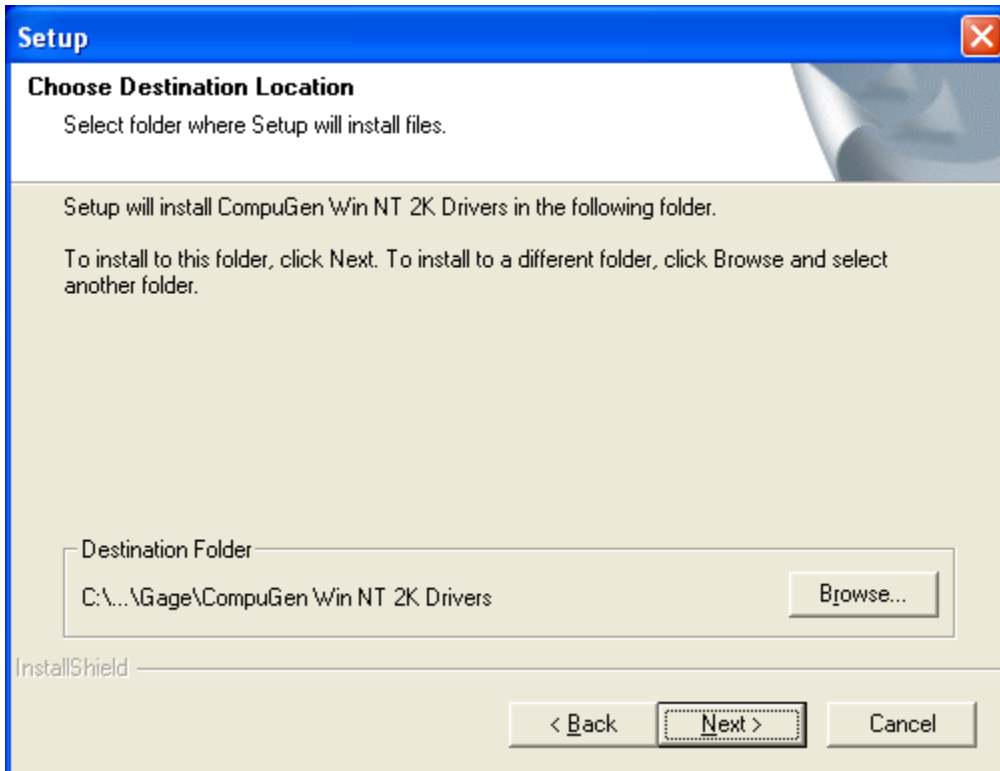 Setup
Choose Destination Location
Select folder where Setup will install files.
Setup will install CompuGen Win NT 2K Drivers in the following folder.
To install to this folder, click Next. To install to a different folder, click Browse and select
another folder.
Destination Folder
C:\...\Gage\CompuGen Win NT 2K Drivers
Browse...
InstallShield
< Back
Next >
Cancel